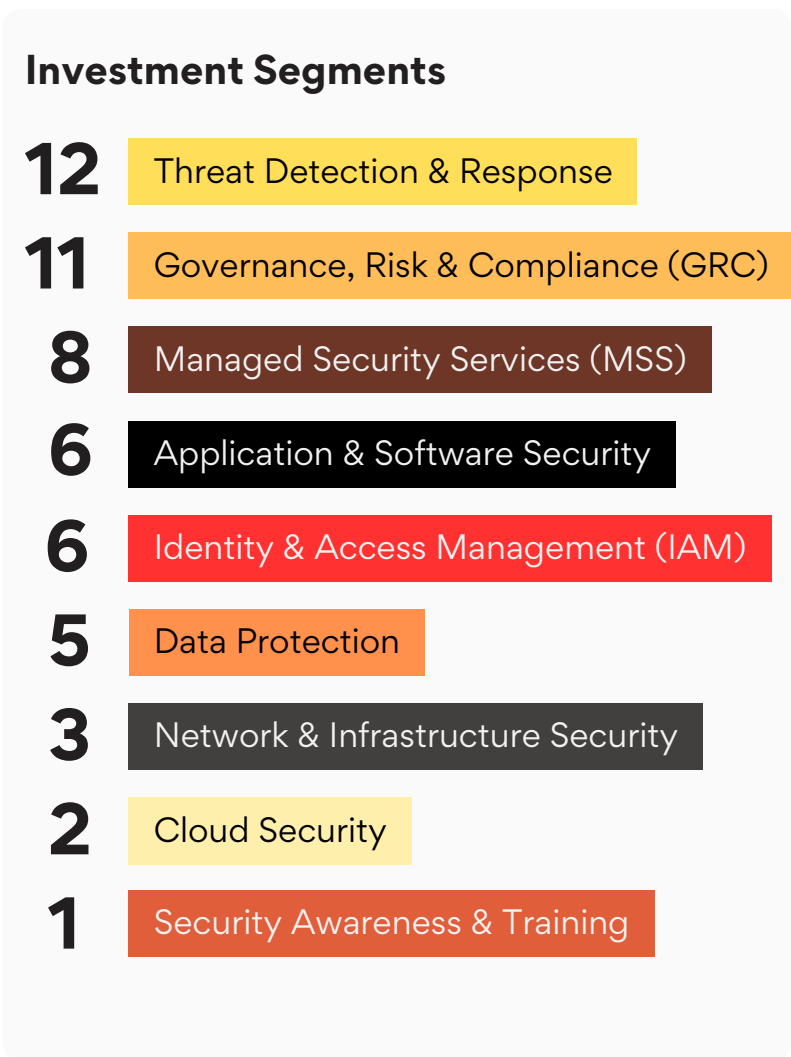 Investment Segments
12 Threat Detection & Response
11 Governance, Risk & Compliance (GRC)
8 Managed Security Services (MSS)
6 Application & Software Security
6 Identity & Access Management (IAM)
5 Data Protection
3 Network & Infrastructure Security
2 Cloud Security
1 Security Awareness & Training